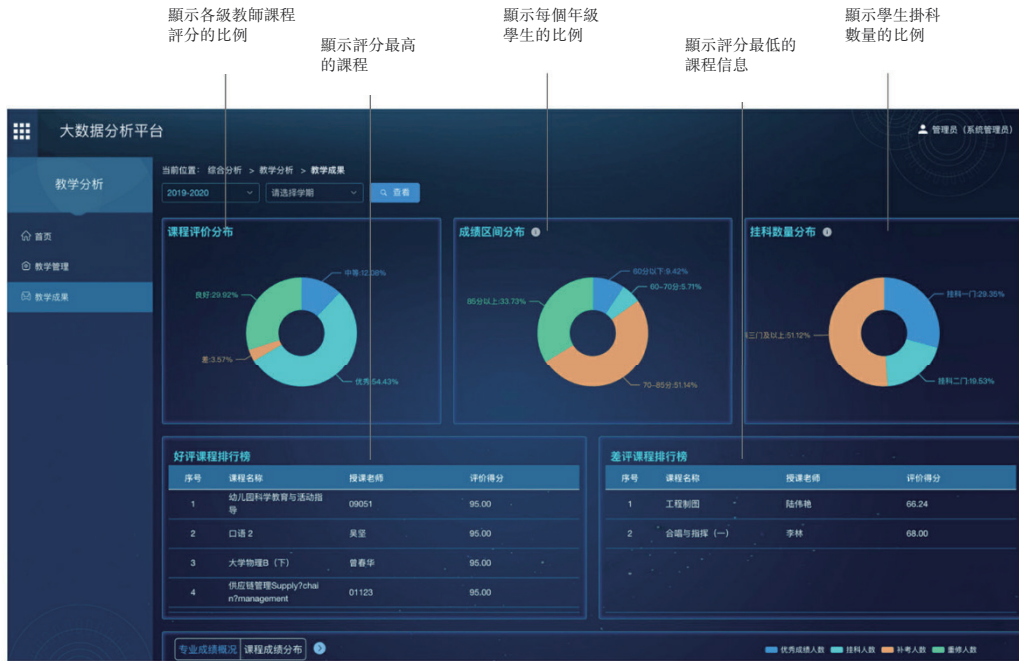 顯示各級教師課程
評分的比例
顯示評分最高
的課程
顯示每個年級
學生的比例
顯示評分最低的
課程信息
顯示學生掛科
數量的比例
大数据分析平台
管理员（系统管理员）
教学分析
首页
教学管理
教学成果
当前位置： 综合分析 > 教学分析 > 教学成果
2019-2020
请选择学期
查看
课程评价分布
中等:12.08%
良好:29.92%
差:3.57%
优秀:54.43%
成绩区间分布
60分以下:9.42%
60~70分:5.71%
85分以上:33.73%
70~85分:51.14%
挂科数量分布
挂科一门:29.35%
三门及以上:51.12%
挂科二门:19.53%
好评课程排行榜
序号 课程名称 授课老师 评价得分
1 幼儿园科学教育与活动指导 09051 95.00
2 口语 2 吴坚 95.00
3 大学物理B（下） 曾春华 95.00
4 供应链管理Supply?chai
n?management 01123 95.00
差评课程排行榜
序号 课程名称 授课老师 评价得分
1 工程制图 陆伟艳 66.24
2 合唱与指挥（一） 李林 68.00
专业成绩概况 课程成绩分布
优秀成绩人数 挂科人数 补考人数 重修人数